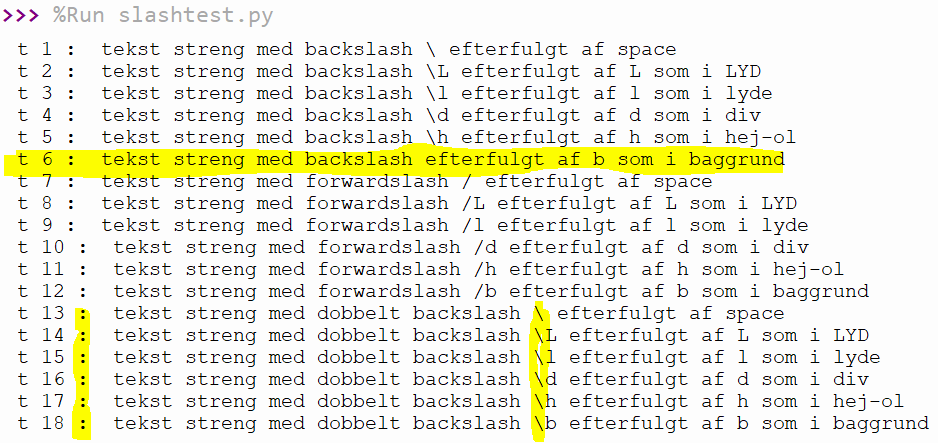 >>> %Run slashtest.py
t 1 :  tekst streng med backslash \ efterfulgt af space
t 2 :  tekst streng med backslash \L efterfulgt af L som i LYD
t 3 :  tekst streng med backslash \l efterfulgt af l som i lyde
t 4 :  tekst streng med backslash \d efterfulgt af d som i div
t 5 :  tekst streng med backslash \h efterfulgt af h som i hej-ol
t 6 :  tekst streng med backslash efterfulgt af b som i baggrund
t 7 :  tekst streng med forwardslash / efterfulgt af space
t 8 :  tekst streng med forwardslash /L efterfulgt af L som i LYD
t 9 :  tekst streng med forwardslash /l efterfulgt af l som i lyde
t 10 :  tekst streng med forwardslash /d efterfulgt af d som i div
t 11 :  tekst streng med forwardslash /h efterfulgt af h som i hej-ol
t 12 :  tekst streng med forwardslash /b efterfulgt af b som i baggrund
t 13 :  tekst streng med dobbelt backslash \ efterfulgt af space
t 14 :  tekst streng med dobbelt backslash \L efterfulgt af L som i LYD
t 15 :  tekst streng med dobbelt backslash \l efterfulgt af l som i lyde
t 16 :  tekst streng med dobbelt backslash \d efterfulgt af d som i div
t 17 :  tekst streng med dobbelt backslash \h efterfulgt af h som i hej-ol
t 18 :  tekst streng med dobbelt backslash \b efterfulgt af b som i baggrund